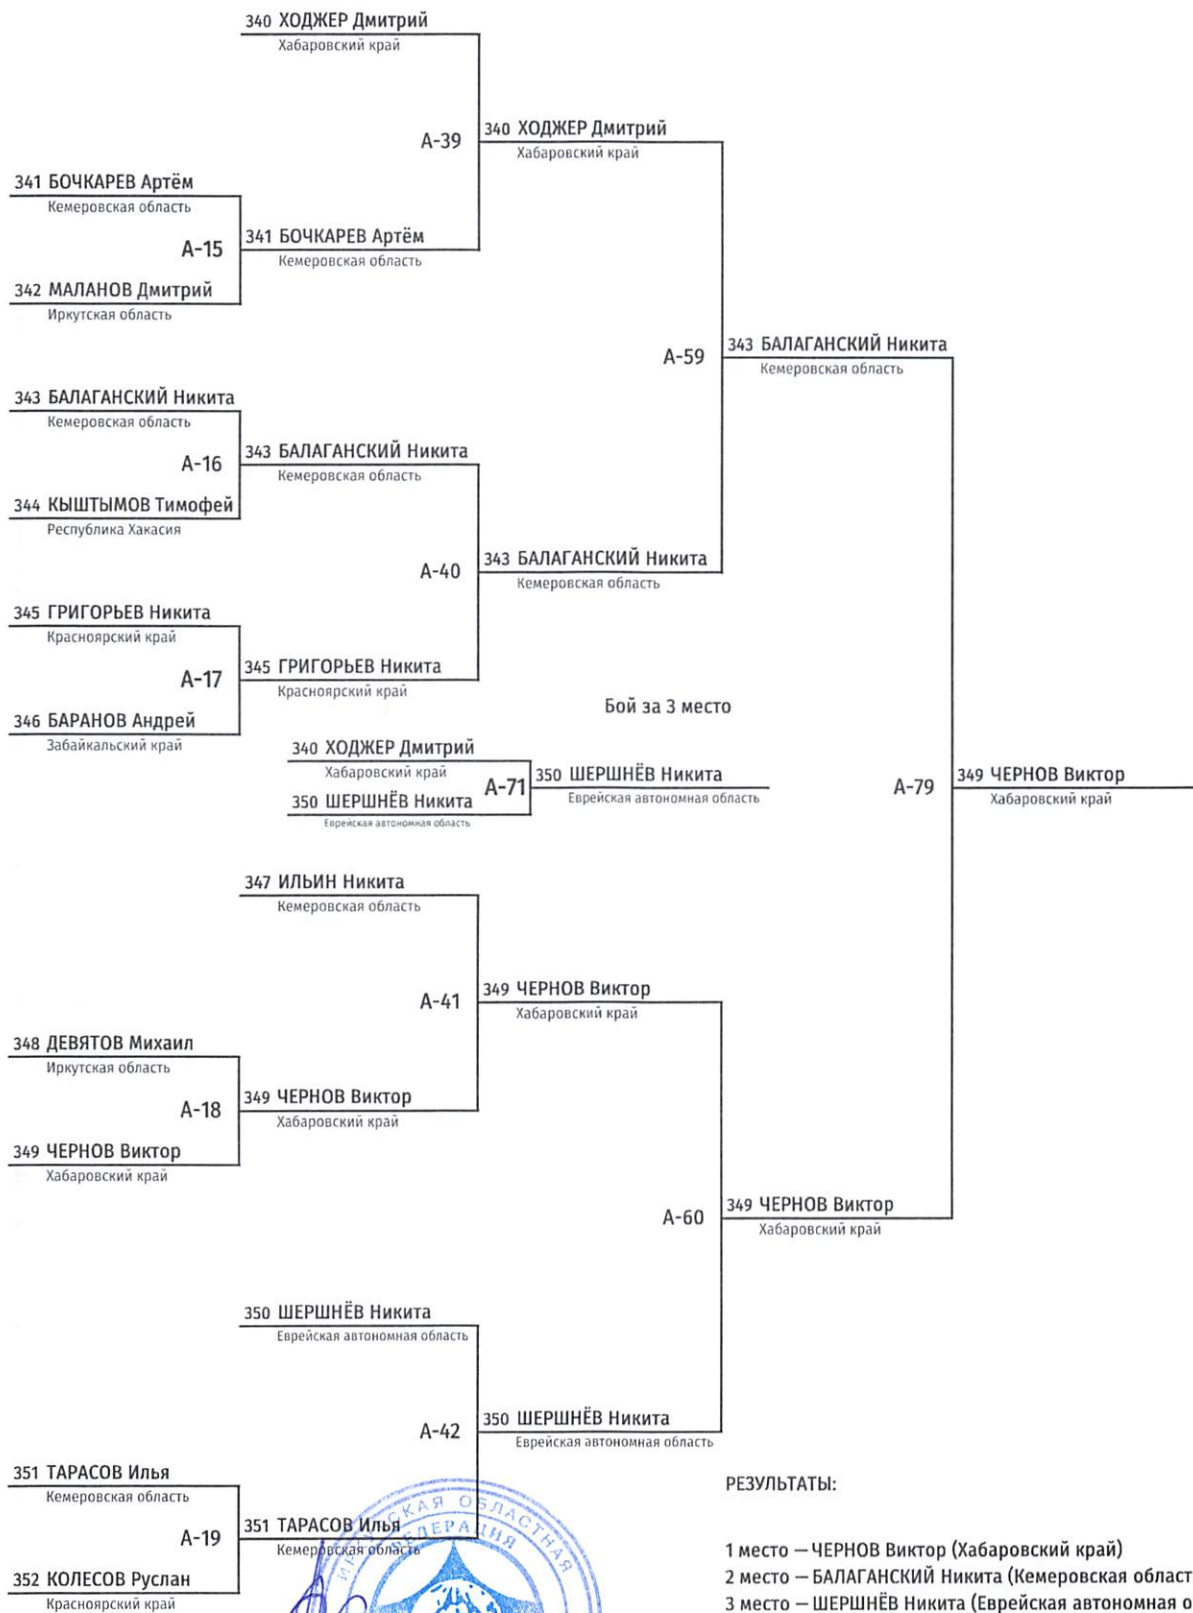 340 ХОДЖЕР Дмитрий
Хабаровский край
А-39
340 ХОДЖЕР Дмитрий
Хабаровский край
341 БОЧКАРЕВ Артём
Кемеровская область
А-15
341 БОЧКАРЕВ Артём
Кемеровская область
342 МАЛАНОВ Дмитрий
Иркутская область
А-59
343 БАЛАГАНСКИЙ Никита
Кемеровская область
343 БАЛАГАНСКИЙ Никита
Кемеровская область
А-16
343 БАЛАГАНСКИЙ Никита
Кемеровская область
344 КЫШТЫМОВ Тимофей
Республика Хакасия
А-40
343 БАЛАГАНСКИЙ Никита
Кемеровская область
345 ГРИГОРЬЕВ Никита
Красноярский край
А-17
345 ГРИГОРЬЕВ Никита
Красноярский край
346 БАРАНОВ Андрей
Забайкальский край
Бой за 3 место
340 ХОДЖЕР Дмитрий
Хабаровский край
А-71
350 ШЕРШНЁВ Никита
Еврейская автономная область
350 ШЕРШНЁВ Никита
Еврейская автономная область
А-79
349 ЧЕРНОВ Виктор
Хабаровский край
347 ИЛЬИН Никита
Кемеровская область
А-41
349 ЧЕРНОВ Виктор
Хабаровский край
348 ДЕВЯТОВ Михаил
Иркутская область
А-18
349 ЧЕРНОВ Виктор
Хабаровский край
349 ЧЕРНОВ Виктор
Хабаровский край
А-60
349 ЧЕРНОВ Виктор
Хабаровский край
350 ШЕРШНЁВ Никита
Еврейская автономная область
А-42
350 ШЕРШНЁВ Никита
Еврейская автономная область
351 ТАРАСОВ Илья
Кемеровская область
А-19
351 ТАРАСОВ Илья
Кемеровская область
352 КОЛЕСОВ Руслан
Красноярский край
ОБЛАСТНАЯ
ФЕДЕРАЦИЯ
РЕЗУЛЬТАТЫ:
1 место — ЧЕРНОВ Виктор (Хабаровский край)
2 место — БАЛАГАНСКИЙ Никита (Кемеровская област
3 место — ШЕРШНЁВ Никита (Еврейская автономная о